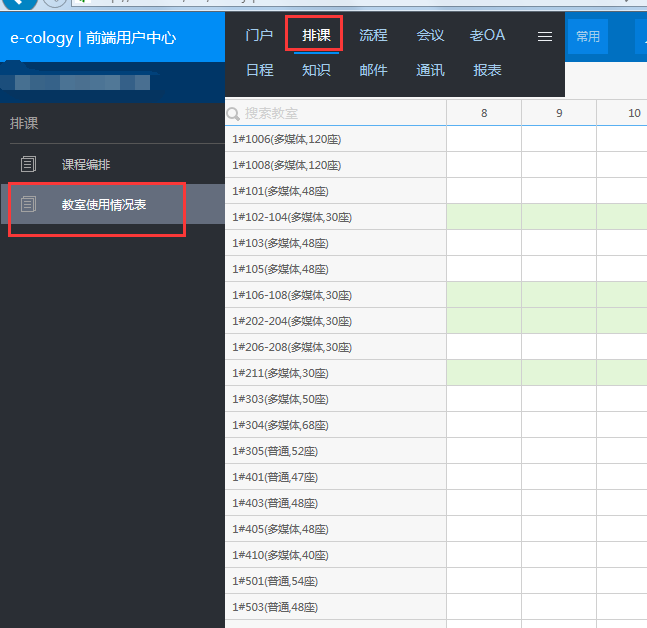 e-cology | 前端用户中心
门户 排课 流程 会议 老OA
常用
日程 知识 邮件 通讯 报表
排课
课程编排
教室使用情况表
搜索教室 8 9 10
1#1006(多媒体,120座)
1#1008(多媒体,120座)
1#101(多媒体,48座)
1#102-104(多媒体,30座)
1#103(多媒体,48座)
1#105(多媒体,48座)
1#106-108(多媒体,30座)
1#202-204(多媒体,30座)
1#206-208(多媒体,30座)
1#211(多媒体,30座)
1#303(多媒体,50座)
1#304(多媒体,68座)
1#305(普通,52座)
1#401(普通,47座)
1#403(普通,48座)
1#405(多媒体,48座)
1#410(多媒体,40座)
1#501(普通,54座)
1#503(普通,48座)